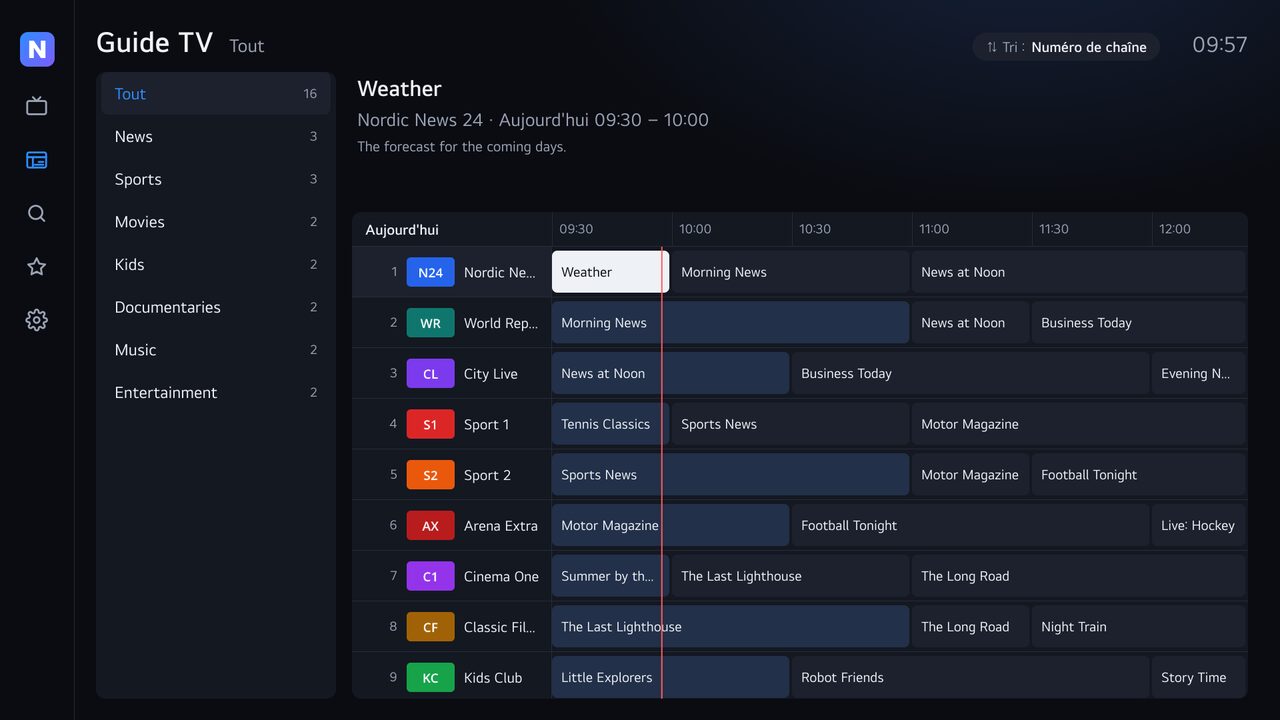 N
Guide TV Tout
Tri : Numéro de chaîne
09:57
Tout 16
News 3
Sports 3
Movies 2
Kids 2
Documentaries 2
Music 2
Entertainment 2
Weather
Nordic News 24 · Aujourd'hui 09:30 – 10:00
The forecast for the coming days.
Aujourd'hui 09:30 10:00 10:30 11:00 11:30 12:00
1 N24 Nordic Ne... Weather Morning News News at Noon
2 WR World Rep... Morning News News at Noon Business Today
3 CL City Live News at Noon Business Today Evening N...
4 S1 Sport 1 Tennis Classics Sports News Motor Magazine
5 S2 Sport 2 Sports News Motor Magazine Football Tonight
6 AX Arena Extra Motor Magazine Football Tonight Live: Hockey
7 C1 Cinema One Summer by th... The Last Lighthouse The Long Road
8 CF Classic Fil... The Last Lighthouse The Long Road Night Train
9 KC Kids Club Little Explorers Robot Friends Story Time